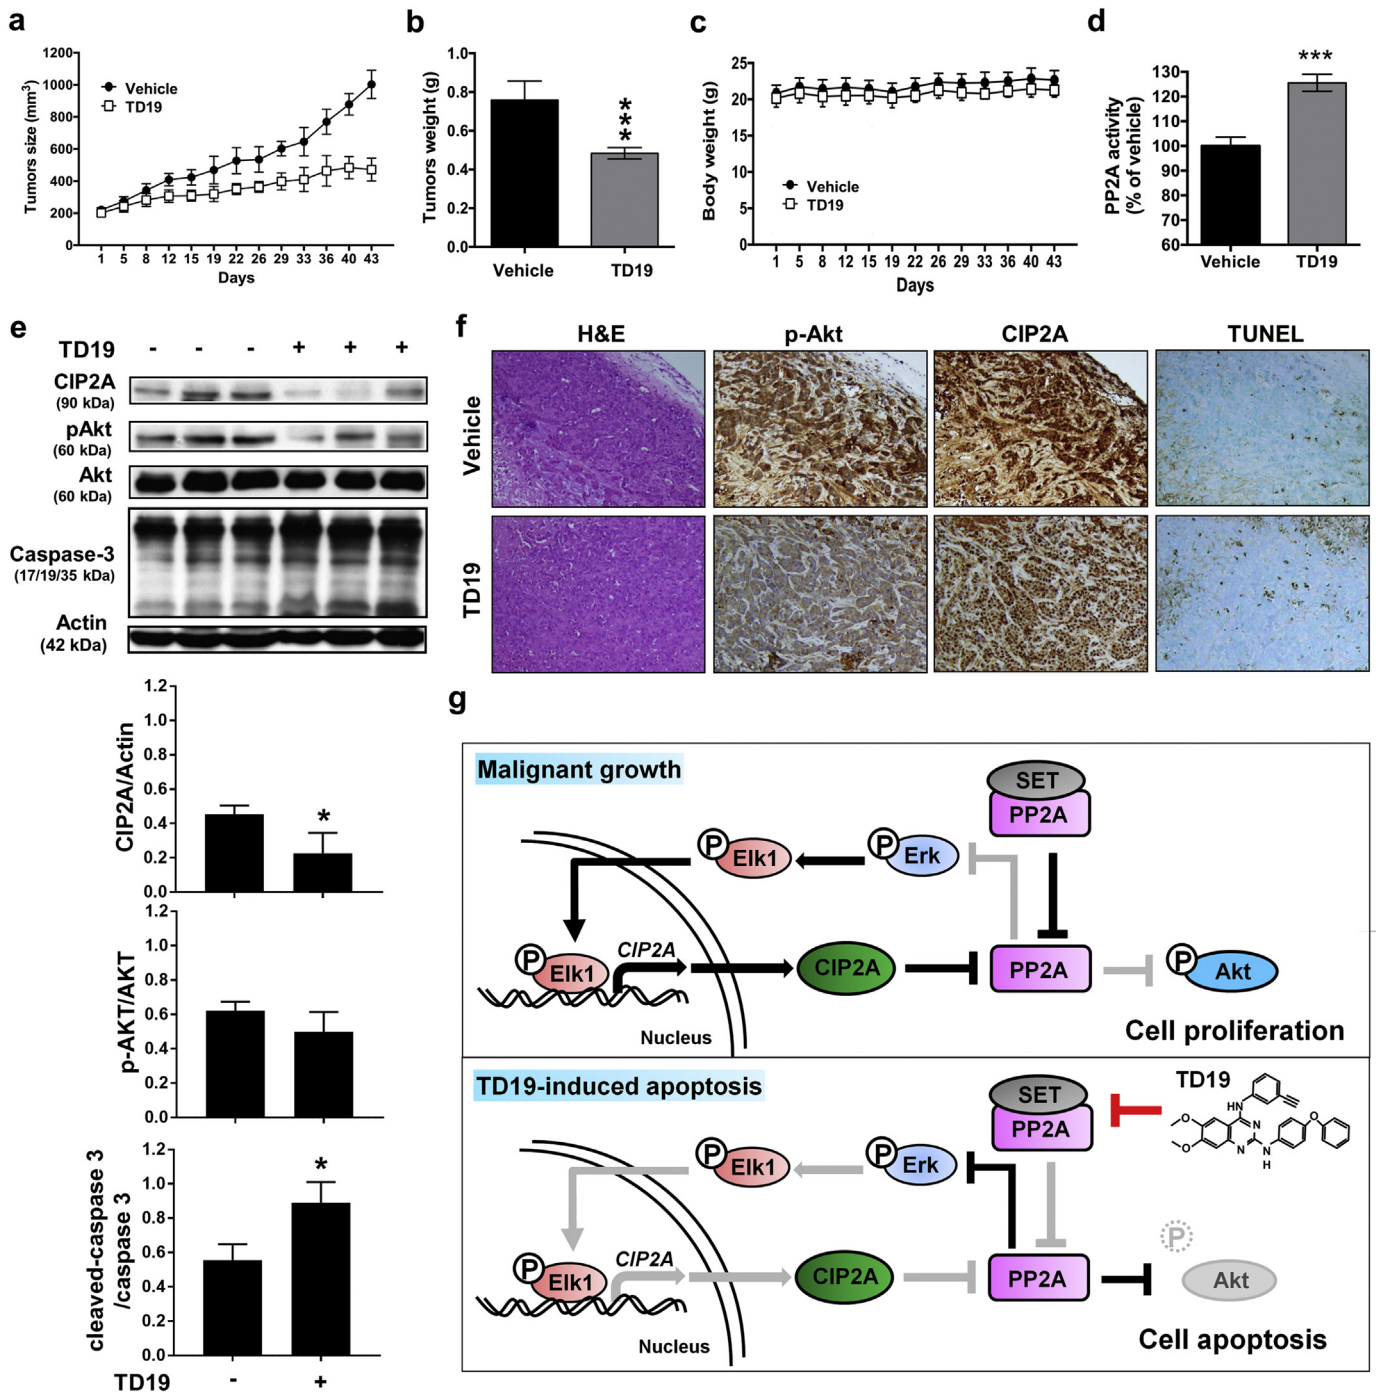 a
1200
1000
800
600
400
200
0
Tumors size (mm3)
Vehicle
TD19
1 5 8 12 15 19 22 26 29 33 36 40 43
Days
b
1.0
0.8
0.6
0.4
0.2
0.0
Tumors weight (g)
***
Vehicle TD19
c
25
20
15
10
5
0
Body weight (g)
Vehicle
TD19
1 5 8 12 15 19 22 26 29 33 36 40 43
Days
d
130
120
110
100
90
80
70
60
PP2A activity
(% of vehicle)
***
Vehicle TD19
e
TD19 - - - + + +
CIP2A
(90 kDa)
pAkt
(60 kDa)
Akt
(60 kDa)
Caspase-3
(17/19/35 kDa)
Actin
(42 kDa)
1.2
1.0
0.8
0.6
0.4
0.2
0.0
CIP2A/Actin
*
1.2
1.0
0.8
0.6
0.4
0.2
0.0
p-AKT/AKT
1.2
1.0
0.8
0.6
0.4
0.2
0.0
cleaved-caspase 3
/caspase 3
*
TD19 - +
f
H&E p-Akt CIP2A TUNEL
Vehicle
TD19
g
Malignant growth
SET
PP2A
P Elk1
P Erk
P Elk1
CIP2A
CIP2A
PP2A
P Akt
Nucleus
Cell proliferation
TD19-induced apoptosis
SET
PP2A
TD19
HN
N
N
N
H
O
O
O
P Elk1
P Erk
P
P Elk1
CIP2A
CIP2A
PP2A
Akt
Nucleus
Cell apoptosis